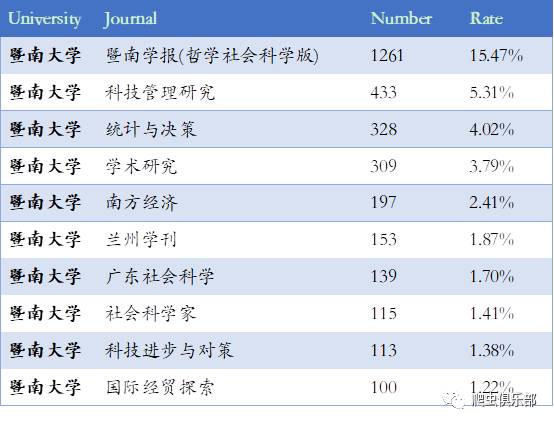 University Journal Number Rate
暨南大学 暨南学报(哲学社会科学版) 1261 15.47%
暨南大学 科技管理研究 433 5.31%
暨南大学 统计与决策 328 4.02%
暨南大学 学术研究 309 3.79%
暨南大学 南方经济 197 2.41%
暨南大学 兰州学刊 153 1.87%
暨南大学 广东社会科学 139 1.70%
暨南大学 社会科学家 115 1.41%
暨南大学 科技进步与对策 113 1.38%
暨南大学 国际经贸探索 100 1.22%
爬虫俱乐部